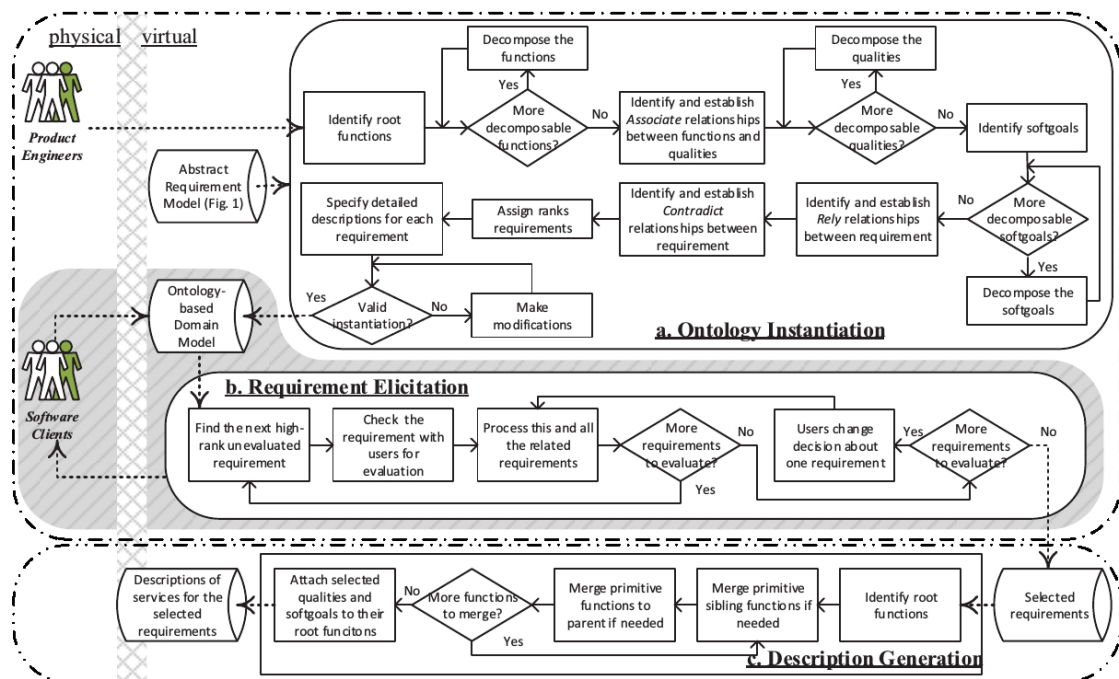 physical virtual
Product
Engineers
Abstract
Requirement
Model (Fig. 1)
Identify root
functions
Decompose the
functions
Yes
More
decomposable
functions?
No
Identify and establish
Associate relationships
between functions and
qualities
Decompose the
qualities
Yes
More
decomposable
qualities?
No
Identify softgoals
More
decomposable
softgoals?
Yes
Decompose the
softgoals
No
Identify and establish
Rely relationships
between requirement
Identify and establish
Contradict
relationships between
requirement
Assign ranks
requirements
Specify detailed
descriptions for each
requirement
Valid
instantiation?
No
Make
modifications
Yes
a. Ontology Instantiation
Ontology-
based Domain
Model
Software
Clients
b. Requirement Elicitation
Find the next high-
rank unevaluated
requirement
Check the
requirement with
users for
evaluation
Process this and all
the related
requirements
More
requirements
to evaluate?
Yes
No
Users change
decision about
one requirement
Yes
More
requirements
to evaluate?
No
Selected
requirements
Identify root
functions
Merge primitive
sibling functions if
needed
Merge primitive
functions to
parent if needed
More functions
to merge?
Yes
No
Attach selected
qualities and
softgoals to their
root funcitons
Descriptions of
services for the
selected
requirements
c. Description Generation